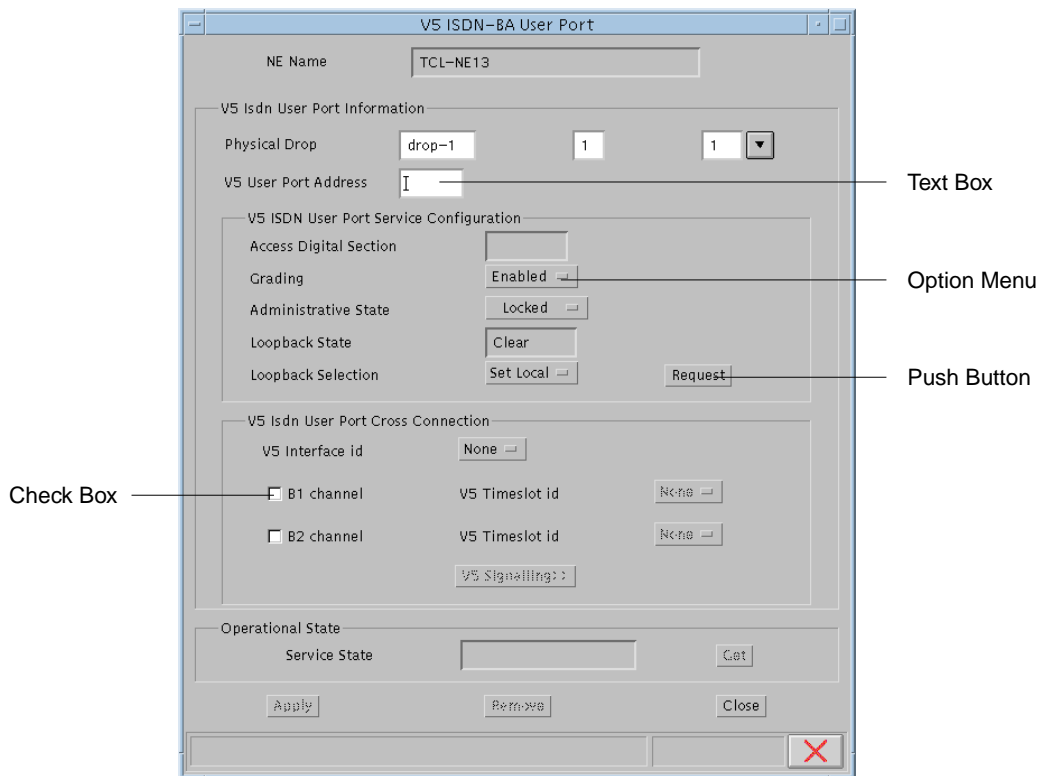 V5 ISDN-BA User Port
NE Name TCL-NE13
V5 Isdn User Port Information
Physical Drop drop-1 1 1
V5 User Port Address
Text Box
V5 ISDN User Port Service Configuration
Access Digital Section
Grading Enabled
Option Menu
Administrative State Locked
Loopback State Clear
Loopback Selection Set Local Request
Push Button
V5 Isdn User Port Cross Connection
V5 Interface id None
Check Box
B1 channel V5 Timeslot id None
B2 channel V5 Timeslot id None
V5 Signalling>>
Operational State
Service State Get
Apply Remove Close